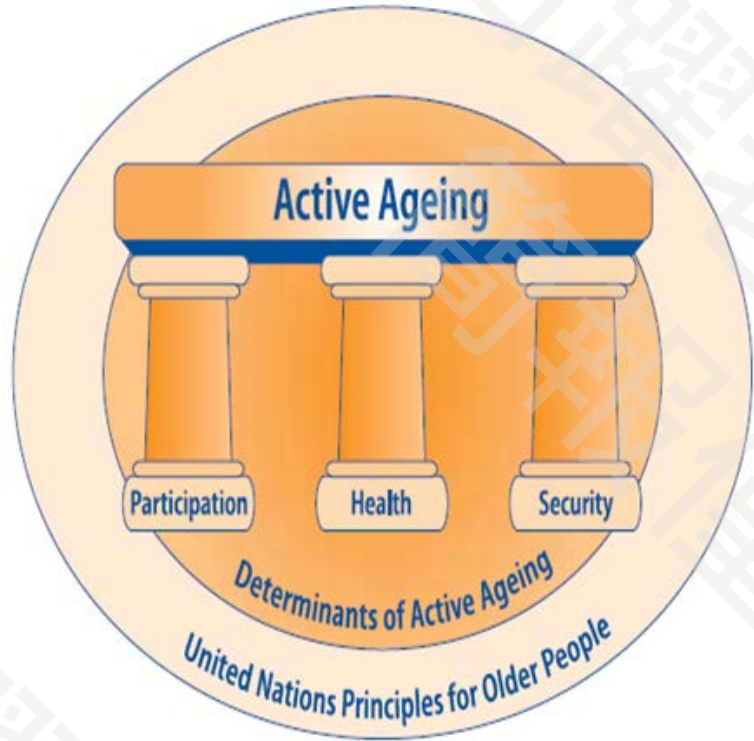 Active Ageing
Participation
Health
Security
Determinants of Active Ageing
United Nations Principles for Older People